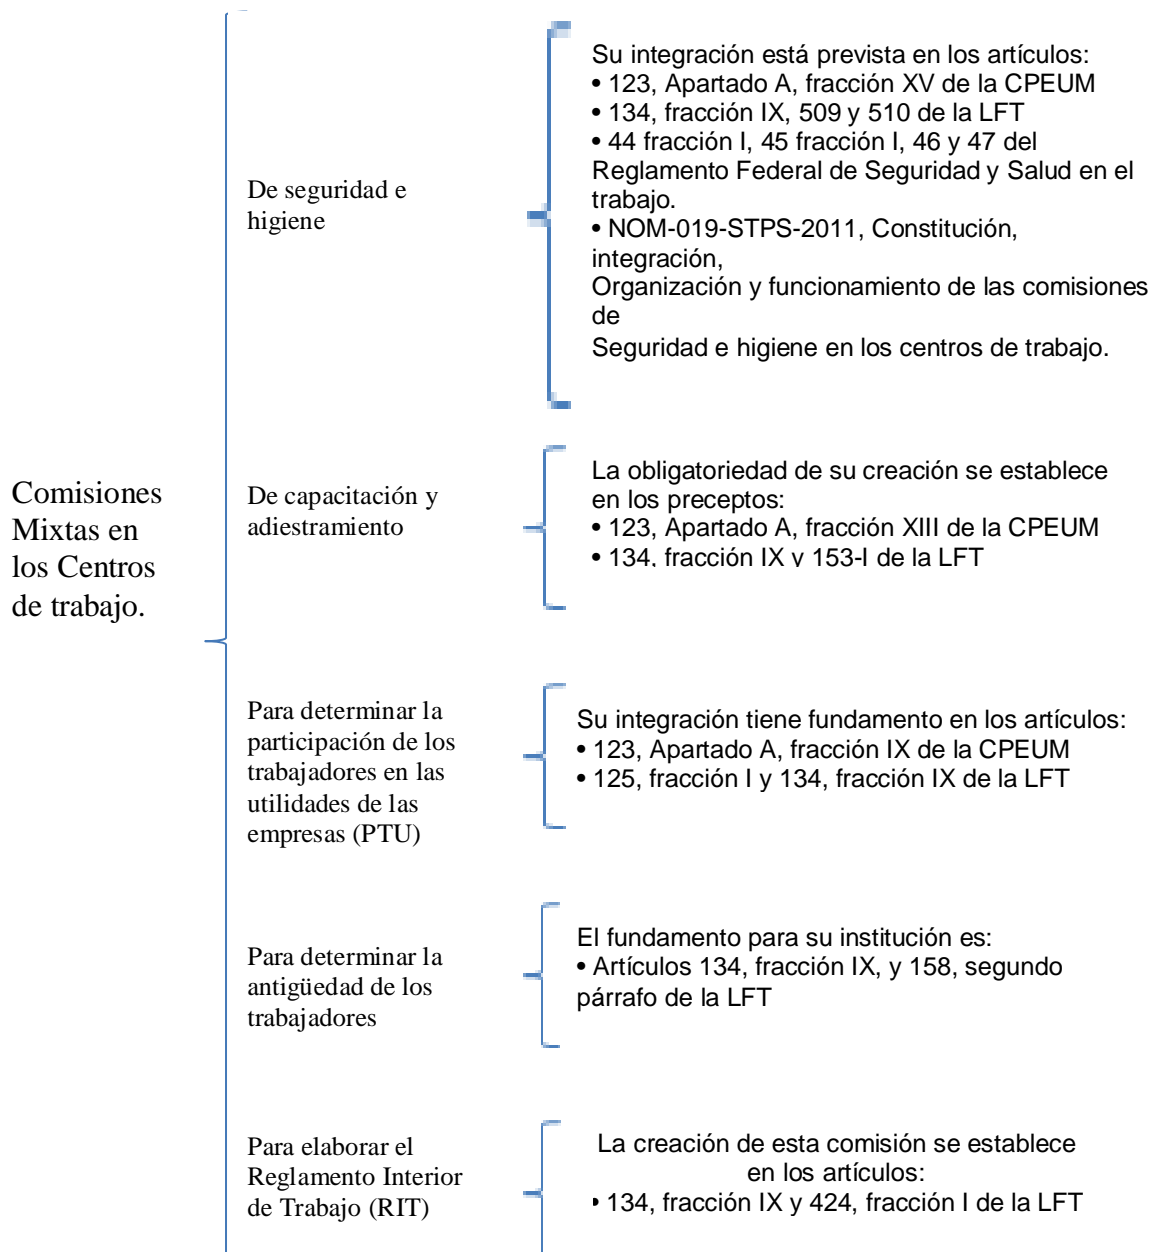 Comisiones
Mixtas en
los Centros
de trabajo.
De seguridad e
higiene
Su integración está prevista en los artículos:
• 123, Apartado A, fracción XV de la CPEUM
• 134, fracción IX, 509 y 510 de la LFT
• 44 fracción I, 45 fracción I, 46 y 47 del
Reglamento Federal de Seguridad y Salud en el
trabajo.
• NOM-019-STPS-2011, Constitución,
integración,
Organización y funcionamiento de las comisiones
de
Seguridad e higiene en los centros de trabajo.
De capacitación y
adiestramiento
La obligatoriedad de su creación se establece
en los preceptos:
• 123, Apartado A, fracción XIII de la CPEUM
• 134, fracción IX y 153-I de la LFT
Para determinar la
participación de los
trabajadores en las
utilidades de las
empresas (PTU)
Su integración tiene fundamento en los artículos:
• 123, Apartado A, fracción IX de la CPEUM
• 125, fracción I y 134, fracción IX de la LFT
Para determinar la
antigüedad de los
trabajadores
El fundamento para su institución es:
• Artículos 134, fracción IX, y 158, segundo
párrafo de la LFT
Para elaborar el
Reglamento Interior
de Trabajo (RIT)
La creación de esta comisión se establece
en los artículos:
• 134, fracción IX y 424, fracción I de la LFT